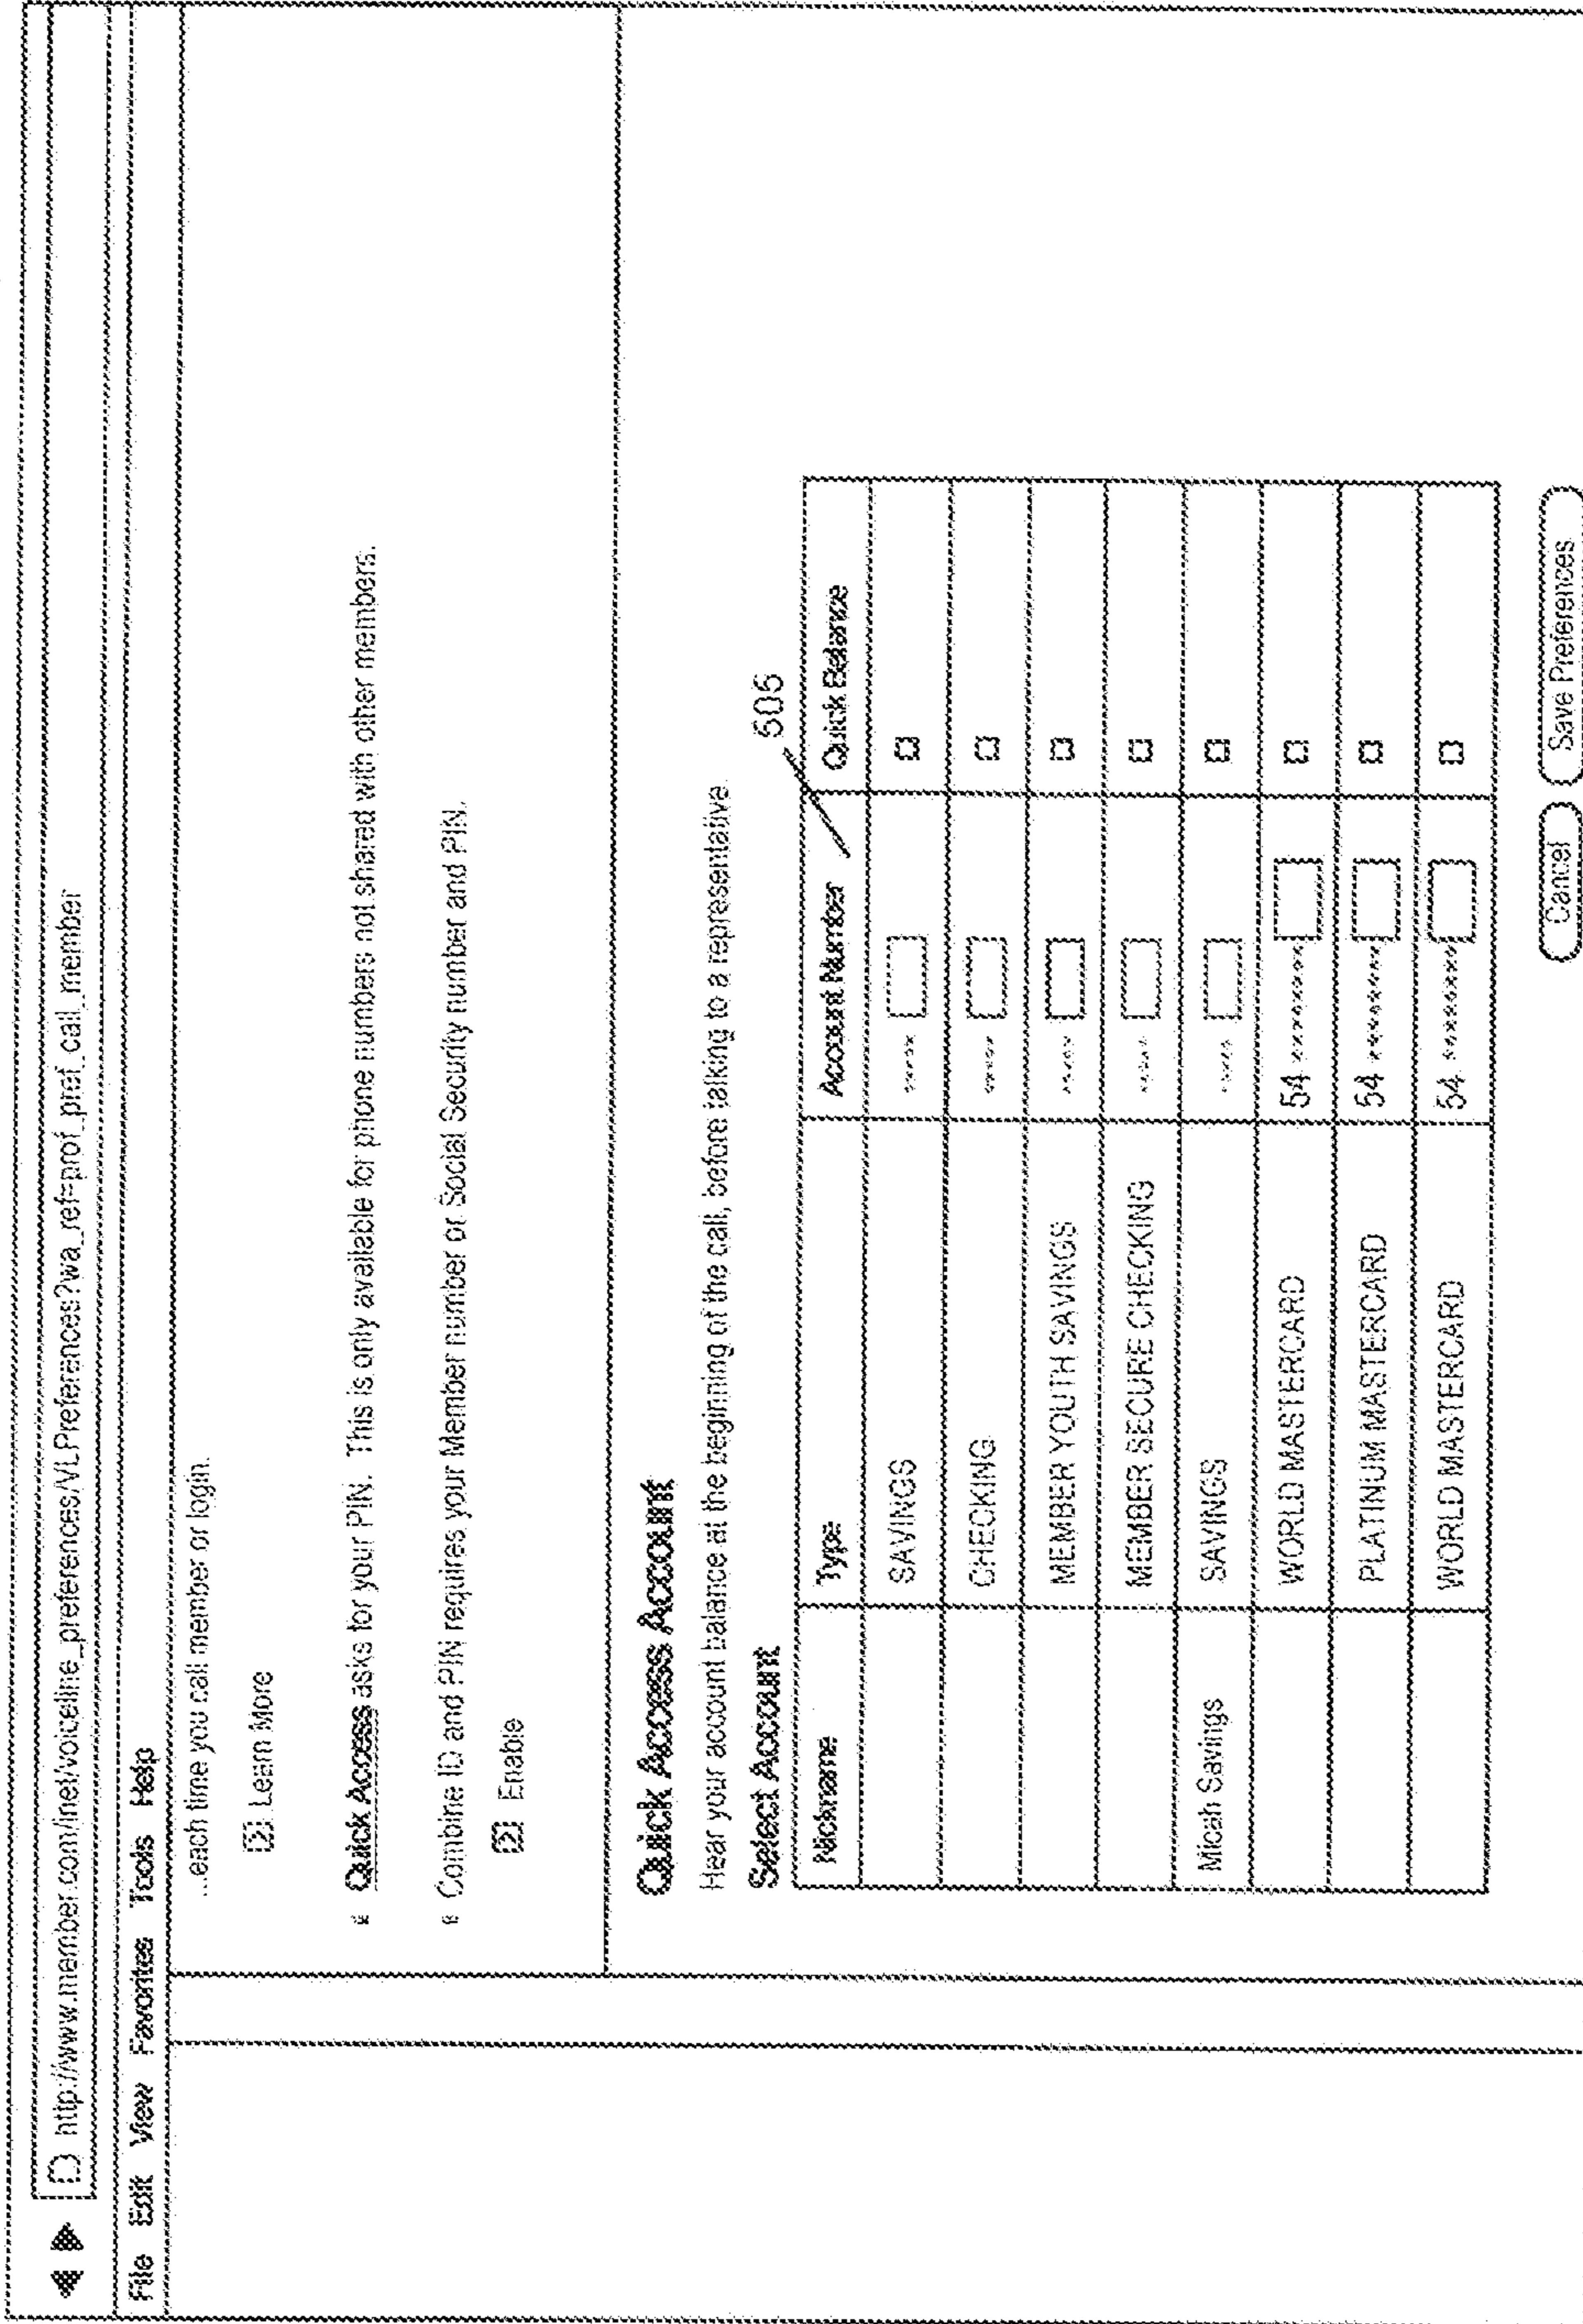 http://www.member.com/inet/voiceline_preferences/VLPreferences?wa_ref=prof_pref_call_member
File Edit View Favorites Tools Help
...each time you call member or login.
[?] Learn More
Quick Access asks for your PIN. This is only available for phone numbers not shared with other members.
Combine ID and PIN requires your Member number or Social Security number and PIN.
[?] Enable
Quick Access Account
Hear your account balance at the beginning of the call, before talking to a representative.
Select Account
505
Nickname Type Account Number Quick Balance
SAVINGS *****
CHECKING *****
MEMBER YOUTH SAVINGS *****
MEMBER SECURE CHECKING ****
Micah Savings SAVINGS ****
WORLD MASTERCARD 54 *********
PLATINUM MASTERCARD 54 ********
WORLD MASTERCARD 54 *********
Cancel Save Preferences